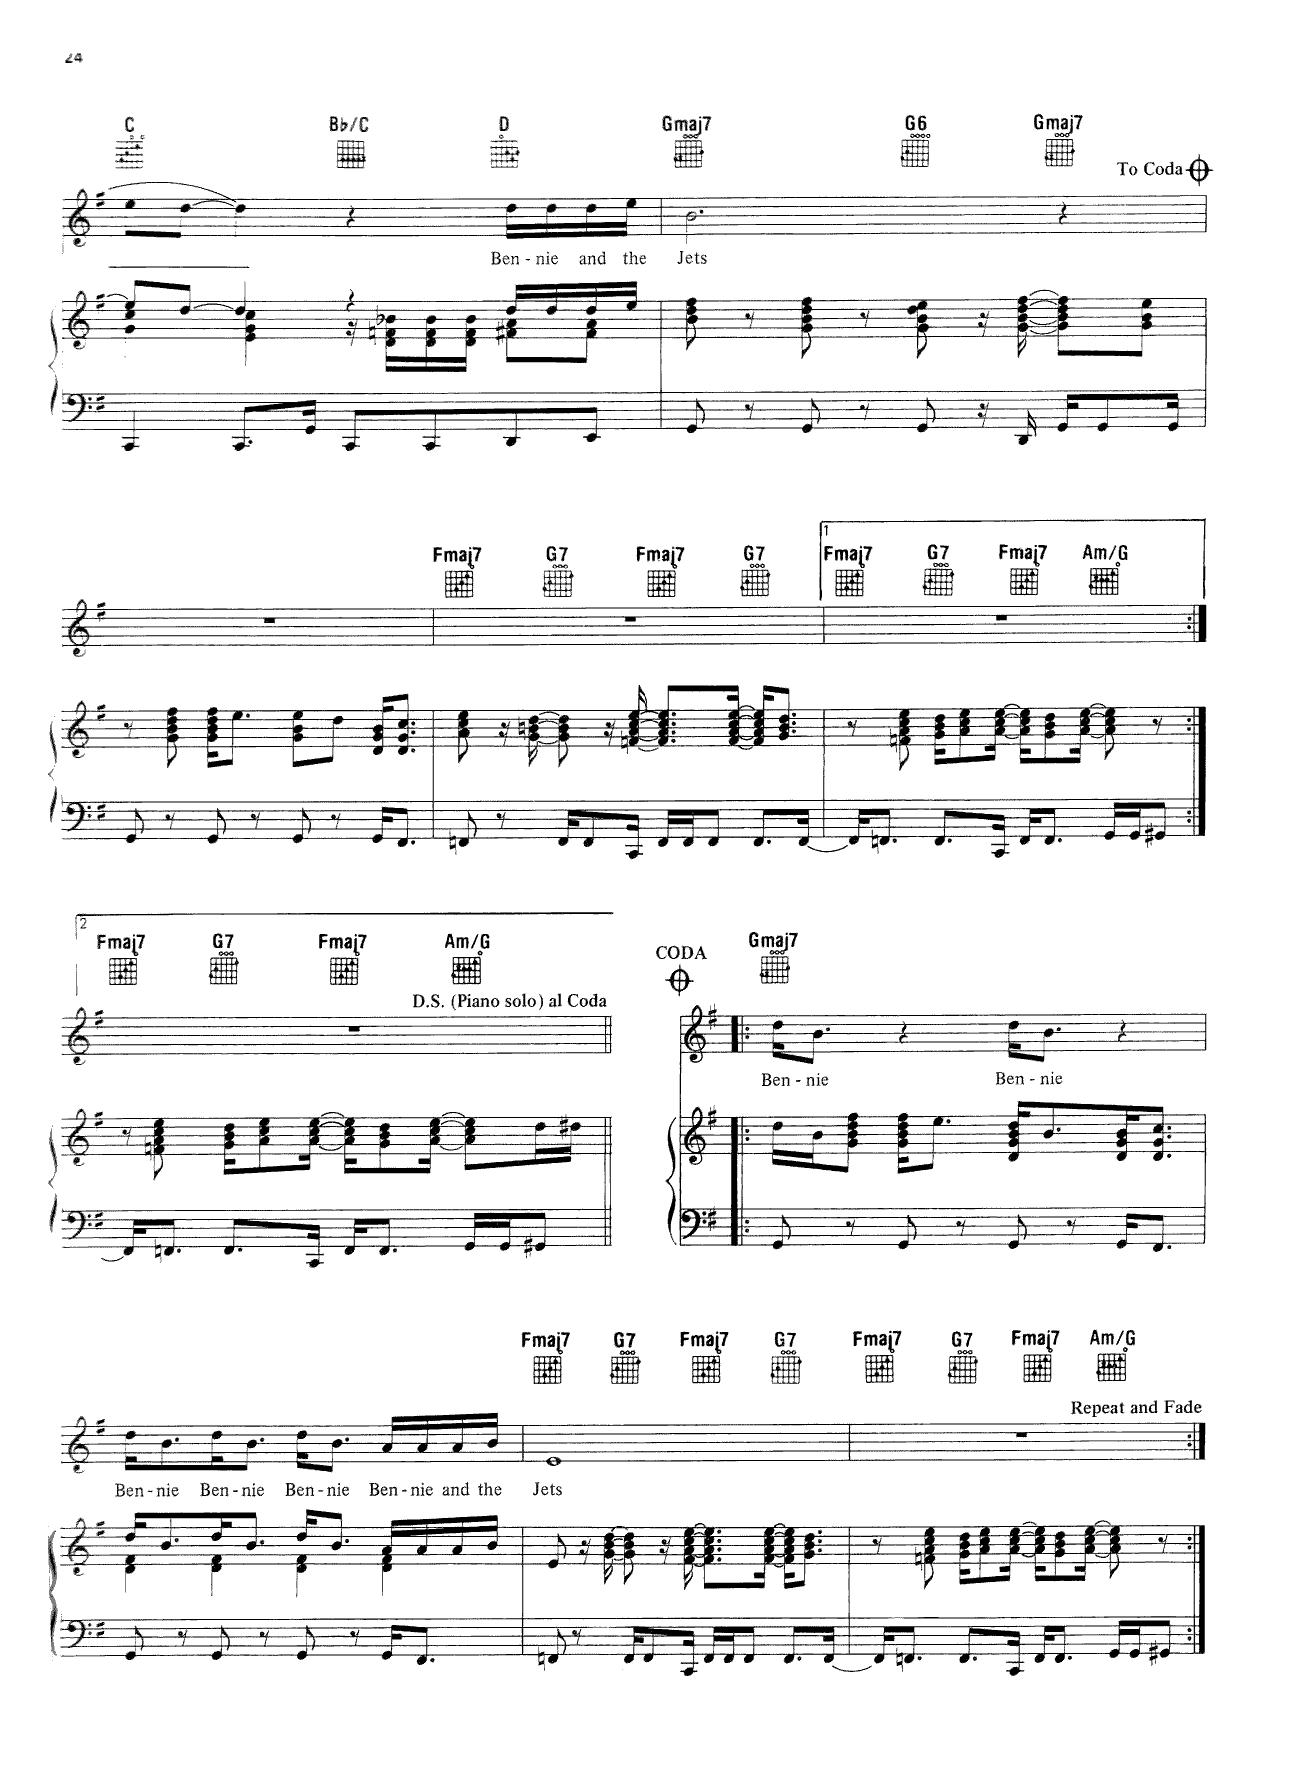 24
C B♭/C D Gmaj7 G6 Gmaj7
To Coda
Ben - nie and the Jets
Fmaj7 G7 Fmaj7 G7 1 Fmaj7 G7 Fmaj7 Am/G
2
Fmaj7 G7 Fmaj7 Am/G CODA Gmaj7
D.S. (Piano solo) al Coda
Ben - nie Ben - nie
Fmaj7 G7 Fmaj7 G7 Fmaj7 G7 Fmaj7 Am/G
Repeat and Fade
Ben - nie Ben - nie Ben - nie Ben - nie and the Jets